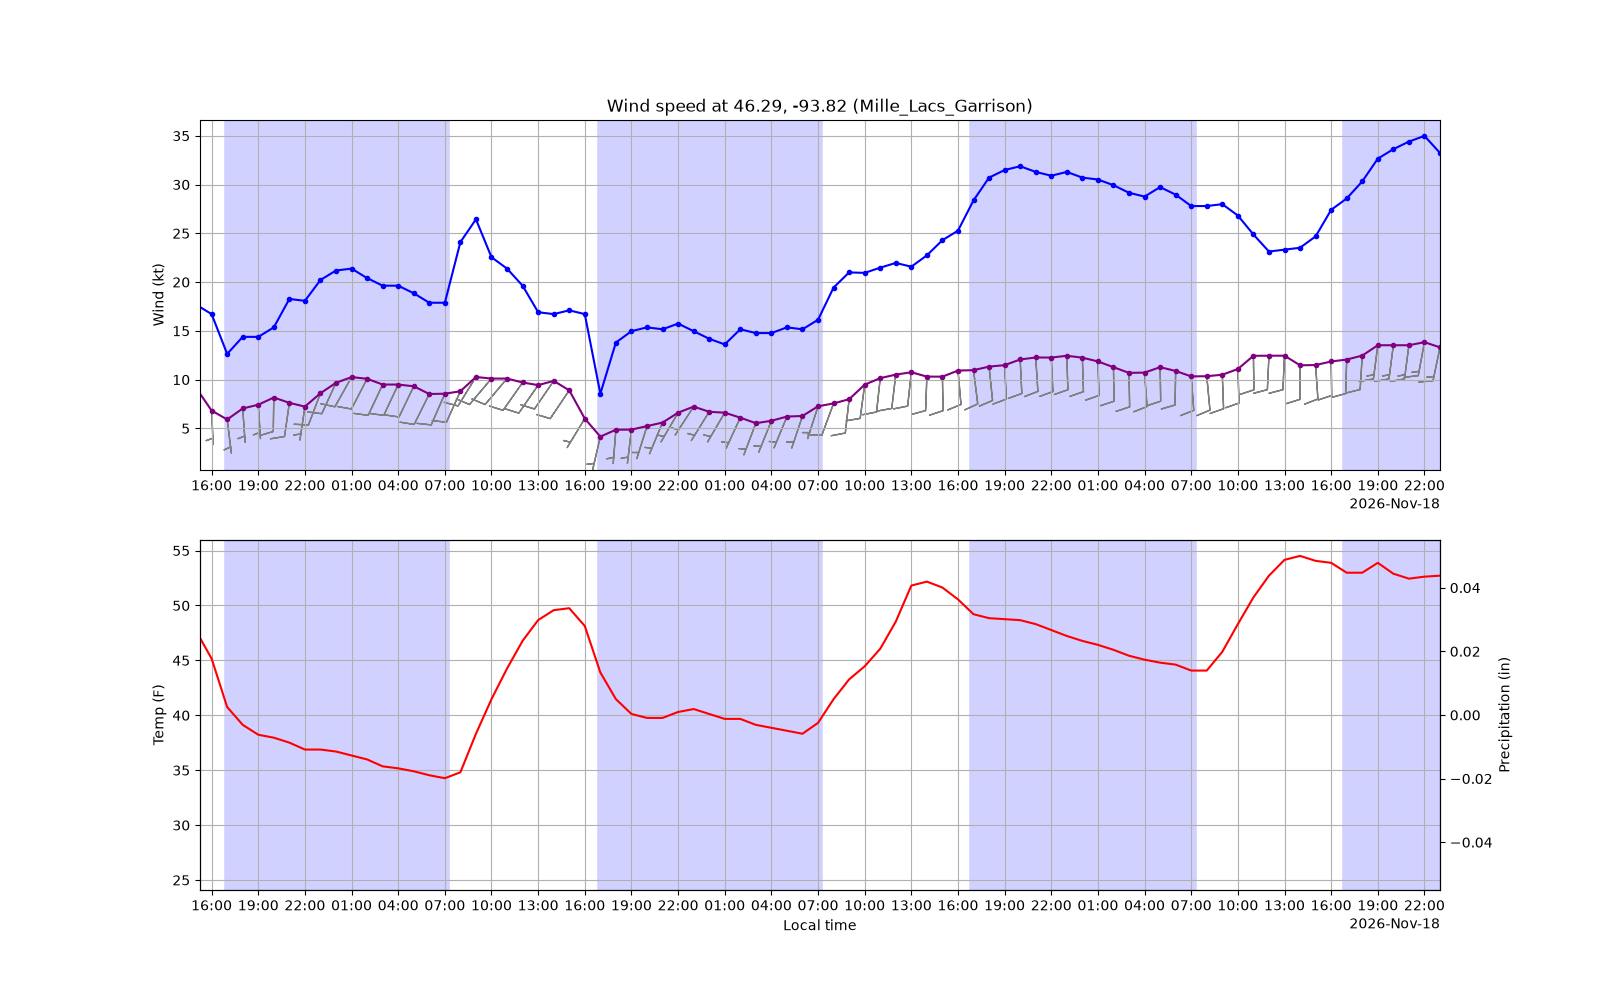 Wind speed at 46.29, -93.82 (Mille_Lacs_Garrison)
Wind (kt)
35
30
25
20
15
10
5
16:00 19:00 22:00 01:00 04:00 07:00 10:00 13:00 16:00 19:00 22:00 01:00 04:00 07:00 10:00 13:00 16:00 19:00 22:00 01:00 04:00 07:00 10:00 13:00 16:00 19:00 22:00
2026-Nov-18
Temp (F)
55
50
45
40
35
30
25
0.04
0.02
0.00
−0.02
−0.04
Precipitation (in)
16:00 19:00 22:00 01:00 04:00 07:00 10:00 13:00 16:00 19:00 22:00 01:00 04:00 07:00 10:00 13:00 16:00 19:00 22:00 01:00 04:00 07:00 10:00 13:00 16:00 19:00 22:00
Local time
2026-Nov-18